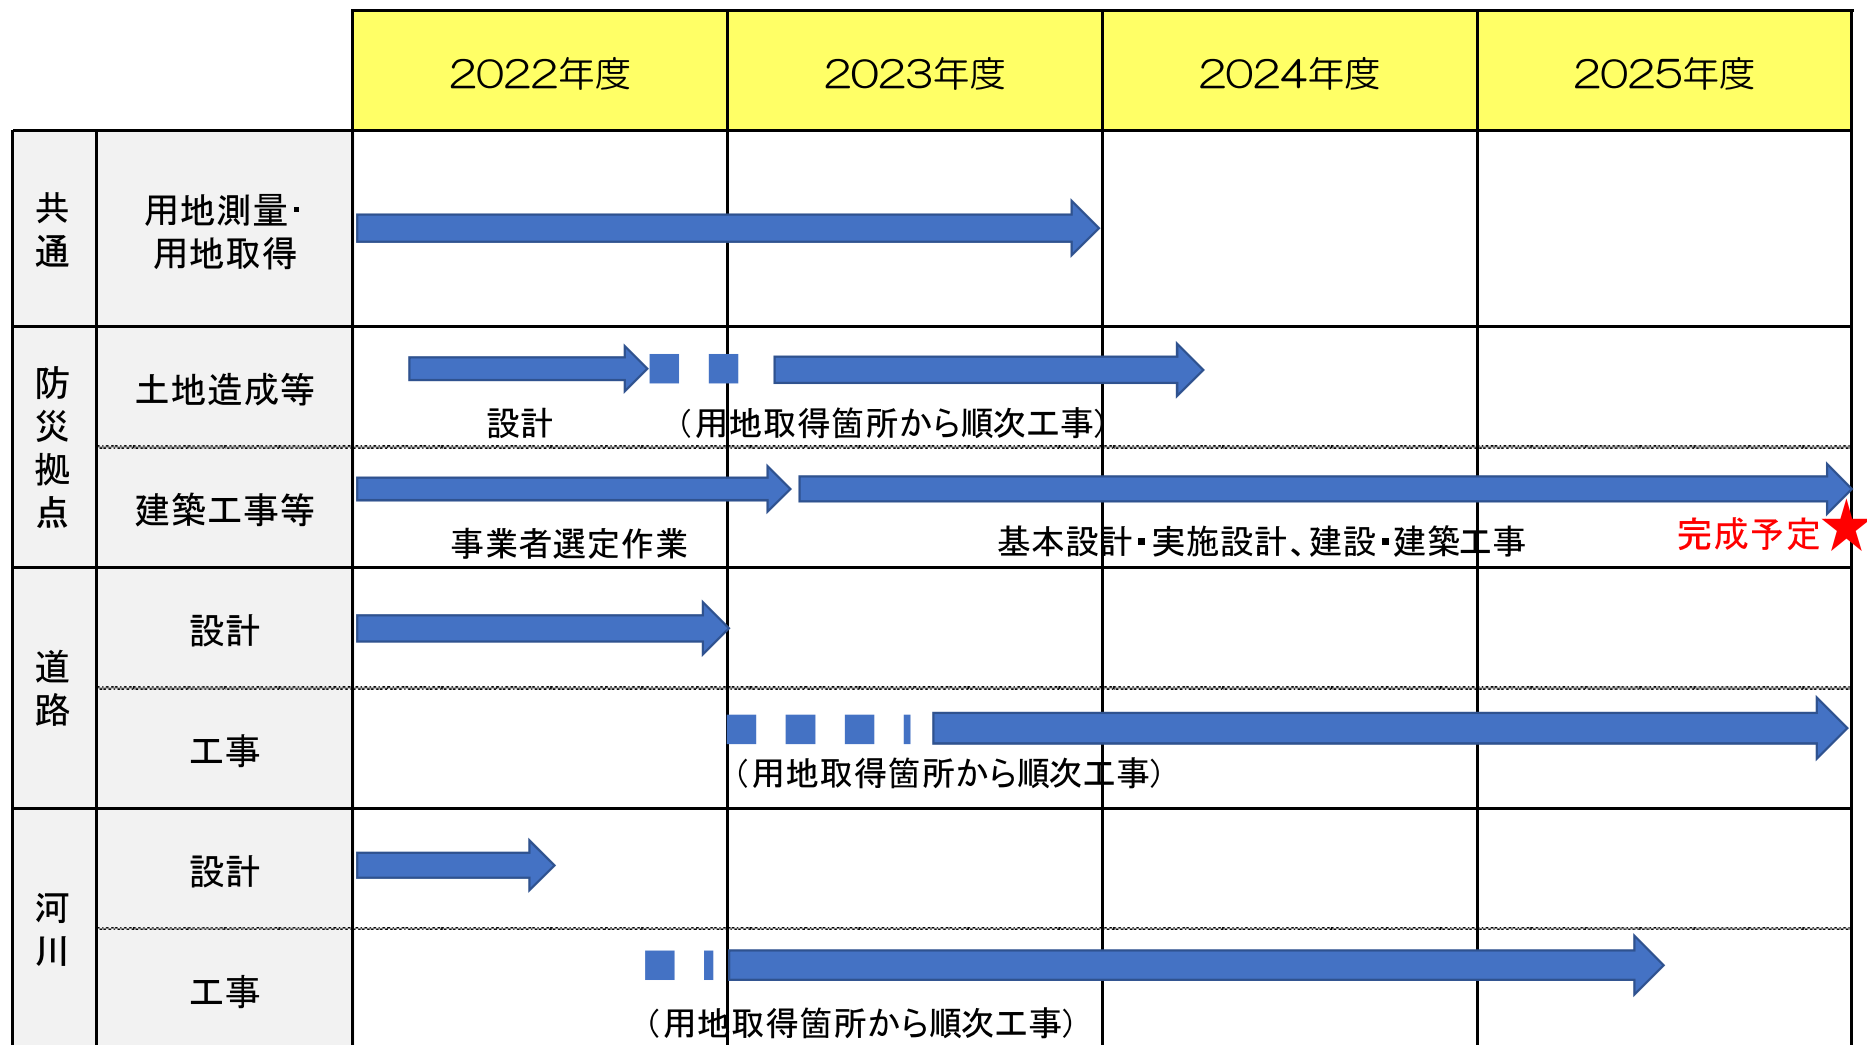 2022年度
2023年度
2024年度
2025年度
共通
用地測量・
用地取得
防災拠点
土地造成等
設計
（用地取得箇所から順次工事）
建築工事等
事業者選定作業
基本設計・実施設計、建設・建築工事
完成予定★
道路
設計
工事
（用地取得箇所から順次工事）
河川
設計
工事
（用地取得箇所から順次工事）